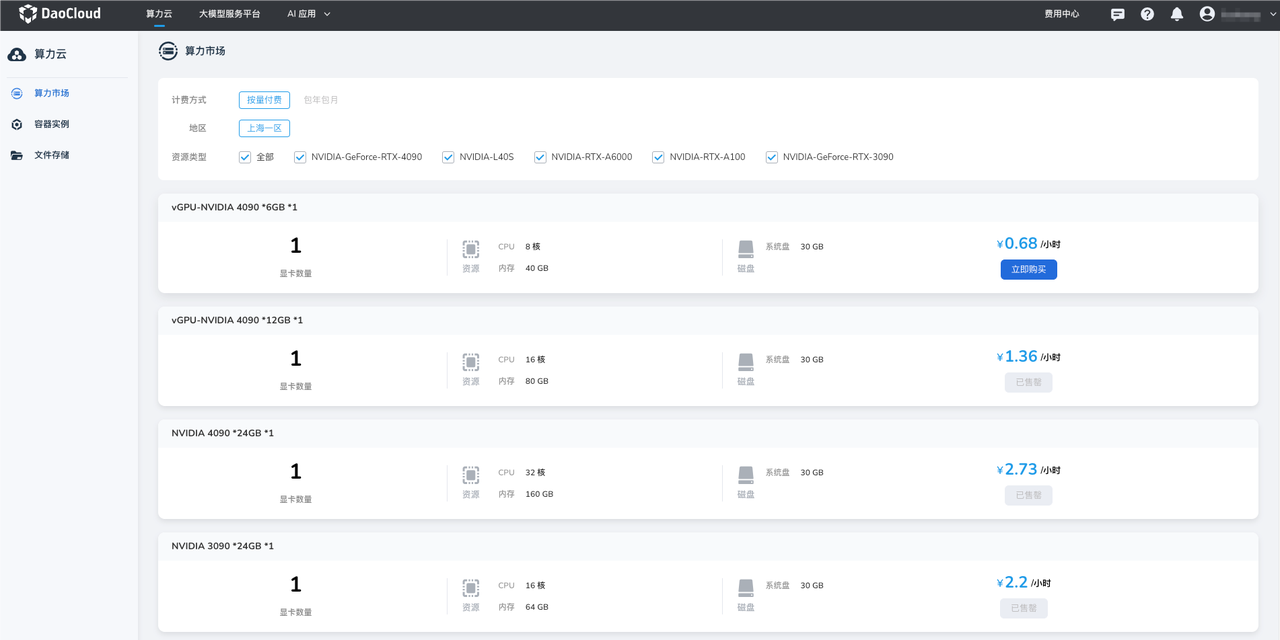 DaoCloud 算力云 大模型服务平台 AI 应用 费用中心
算力云
算力市场
容器实例
文件存储
算力市场
计费方式 按量付费 包年包月
地区 上海一区
资源类型 全部 NVIDIA-GeForce-RTX-4090 NVIDIA-L40S NVIDIA-RTX-A6000 NVIDIA-RTX-A100 NVIDIA-GeForce-RTX-3090
vGPU-NVIDIA 4090 *6GB *1
1 CPU 8 核 系统盘 30 GB ¥0.68 /小时
显卡数量 资源 内存 40 GB 磁盘 立即购买
vGPU-NVIDIA 4090 *12GB *1
1 CPU 16 核 系统盘 30 GB ¥1.36 /小时
显卡数量 资源 内存 80 GB 磁盘 已售罄
NVIDIA 4090 *24GB *1
1 CPU 32 核 系统盘 30 GB ¥2.73 /小时
显卡数量 资源 内存 160 GB 磁盘 已售罄
NVIDIA 3090 *24GB *1
1 CPU 16 核 系统盘 30 GB ¥2.2 /小时
显卡数量 资源 内存 64 GB 磁盘 已售罄